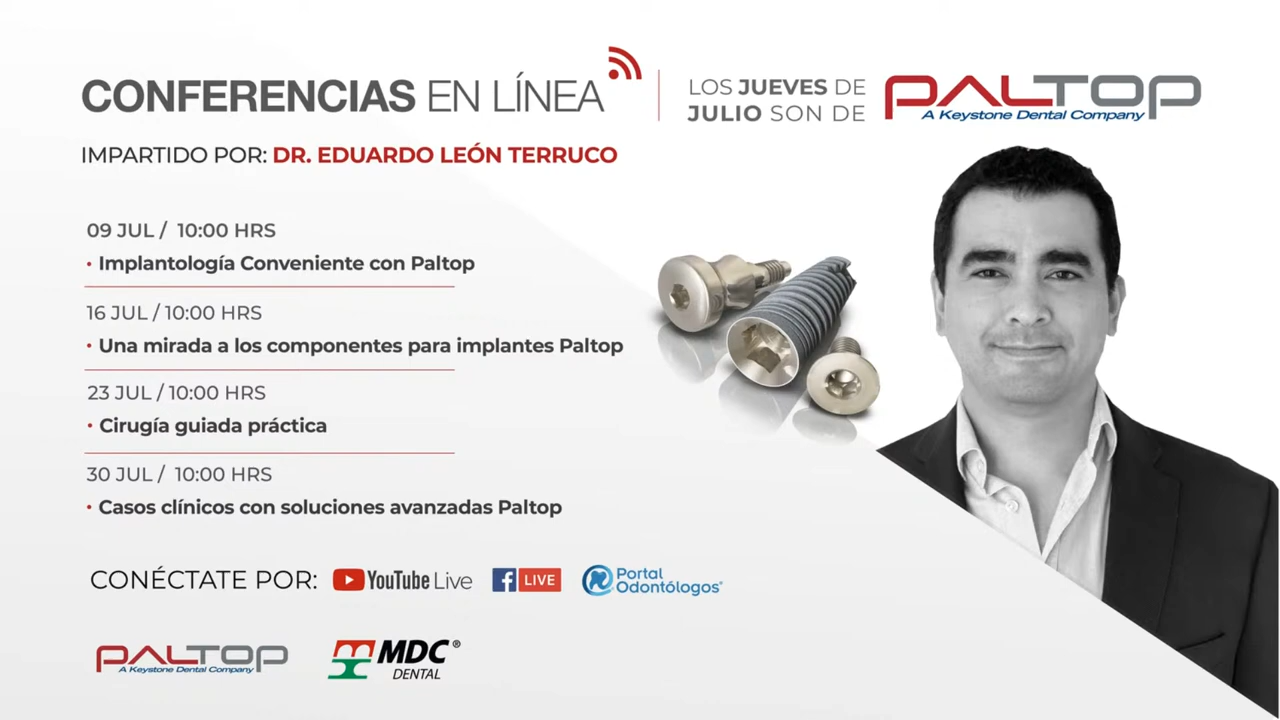 CONFERENCIAS EN LÍNEA
LOS JUEVES DE
JULIO SON DE
PALTOP
A Keystone Dental Company
IMPARTIDO POR: DR. EDUARDO LEÓN TERRUCO
09 JUL / 10:00 HRS
• Implantología Conveniente con Paltop
16 JUL / 10:00 HRS
• Una mirada a los componentes para implantes Paltop
23 JUL / 10:00 HRS
• Cirugía guiada práctica
30 JUL / 10:00 HRS
• Casos clínicos con soluciones avanzadas Paltop
CONÉCTATE POR: YouTube Live f LIVE Portal
Odontólogos®
PALTOP
A Keystone Dental Company
MDC®
DENTAL